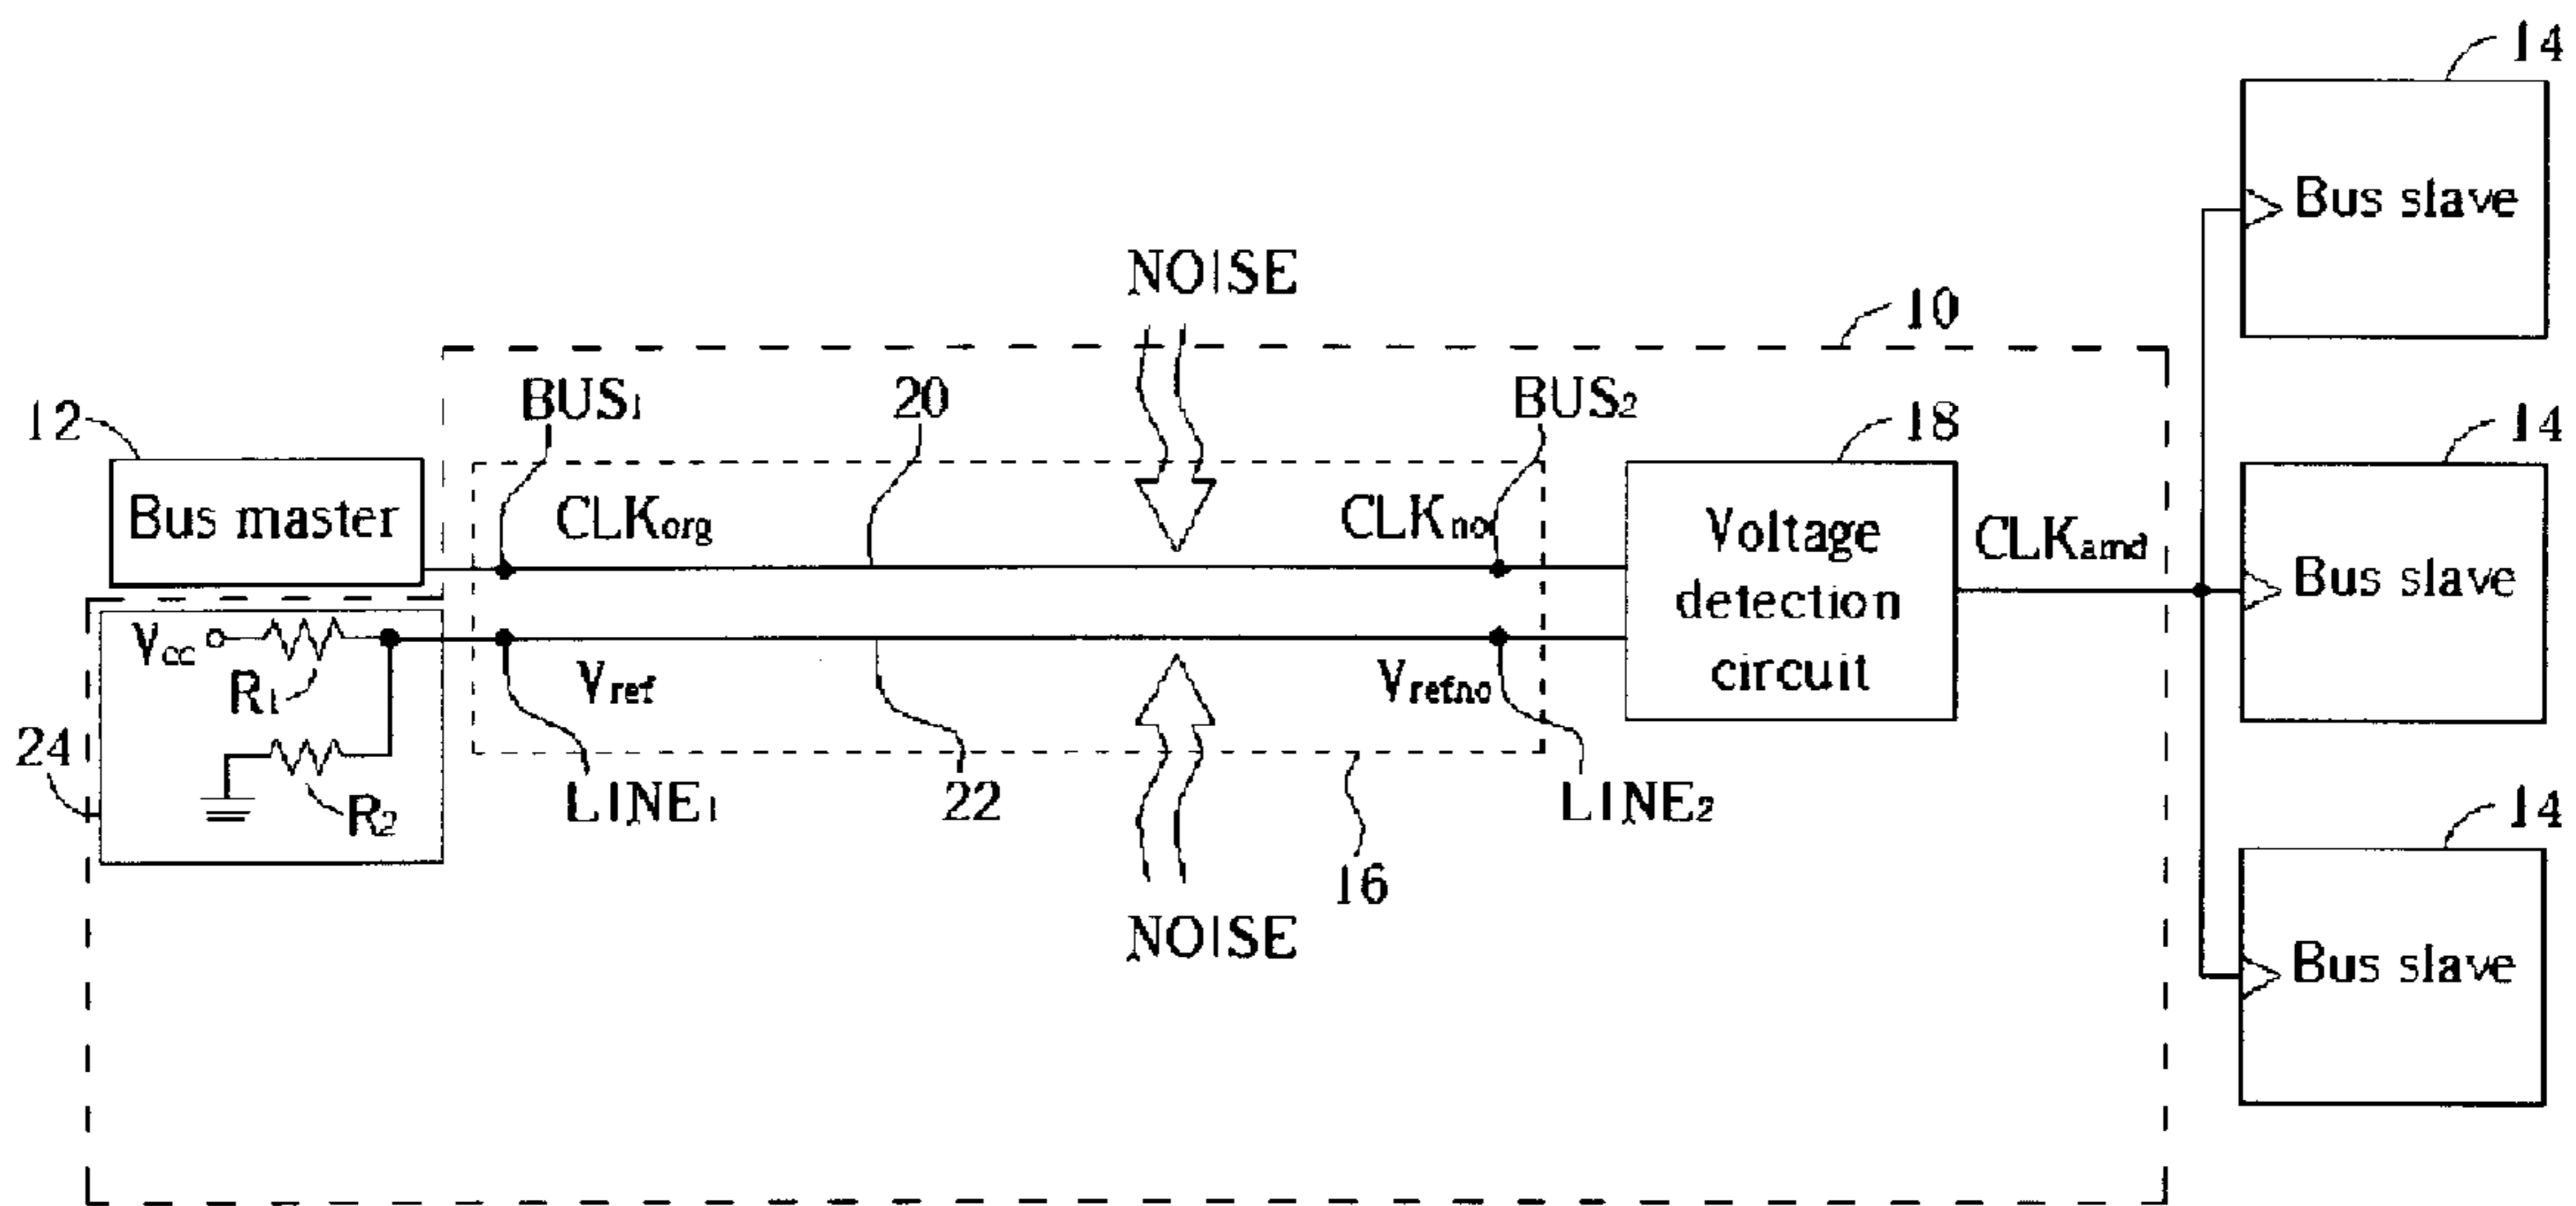 14
Bus slave
NOISE
10
BUS1
20
BUS2
12
18
14
Bus master
CLKorg
CLKno
Voltage
detection
circuit
CLKamd
Bus slave
Vcc
R1
Vref
Vrefno
24
R2
LINE1
22
LINE2
14
16
NOISE
Bus slave